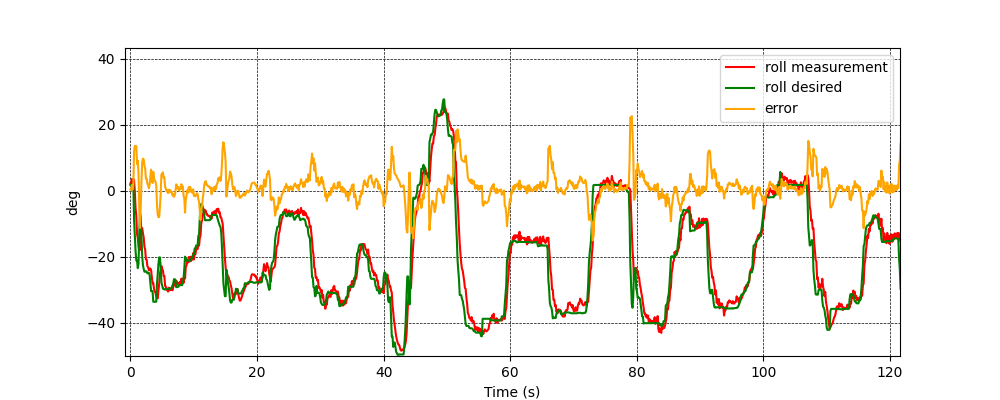 40
20
0
−20
−40
deg
roll measurement
roll desired
error
0 20 40 60 80 100 120
Time (s)